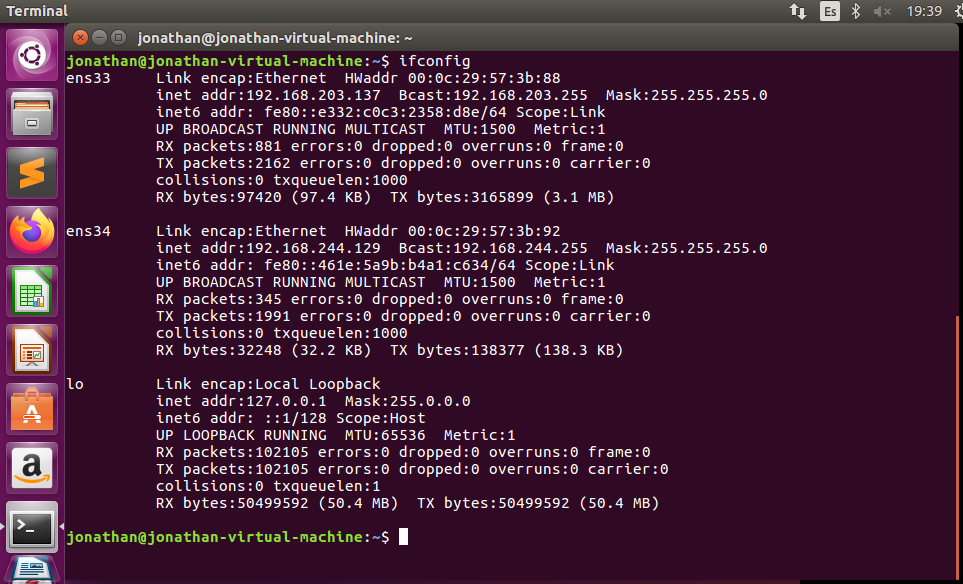 Terminal
Es
19:39
jonathan@jonathan-virtual-machine: ~
jonathan@jonathan-virtual-machine:~$ ifconfig
ens33     Link encap:Ethernet  HWaddr 00:0c:29:57:3b:88
          inet addr:192.168.203.137  Bcast:192.168.203.255  Mask:255.255.255.0
          inet6 addr: fe80::e332:c0c3:2358:d8e/64 Scope:Link
          UP BROADCAST RUNNING MULTICAST  MTU:1500  Metric:1
          RX packets:881 errors:0 dropped:0 overruns:0 frame:0
          TX packets:2162 errors:0 dropped:0 overruns:0 carrier:0
          collisions:0 txqueuelen:1000
          RX bytes:97420 (97.4 KB)  TX bytes:3165899 (3.1 MB)

ens34     Link encap:Ethernet  HWaddr 00:0c:29:57:3b:92
          inet addr:192.168.244.129  Bcast:192.168.244.255  Mask:255.255.255.0
          inet6 addr: fe80::461e:5a9b:b4a1:c634/64 Scope:Link
          UP BROADCAST RUNNING MULTICAST  MTU:1500  Metric:1
          RX packets:345 errors:0 dropped:0 overruns:0 frame:0
          TX packets:1991 errors:0 dropped:0 overruns:0 carrier:0
          collisions:0 txqueuelen:1000
          RX bytes:32248 (32.2 KB)  TX bytes:138377 (138.3 KB)

lo        Link encap:Local Loopback
          inet addr:127.0.0.1  Mask:255.0.0.0
          inet6 addr: ::1/128 Scope:Host
          UP LOOPBACK RUNNING  MTU:65536  Metric:1
          RX packets:102105 errors:0 dropped:0 overruns:0 frame:0
          TX packets:102105 errors:0 dropped:0 overruns:0 carrier:0
          collisions:0 txqueuelen:1
          RX bytes:50499592 (50.4 MB)  TX bytes:50499592 (50.4 MB)

jonathan@jonathan-virtual-machine:~$